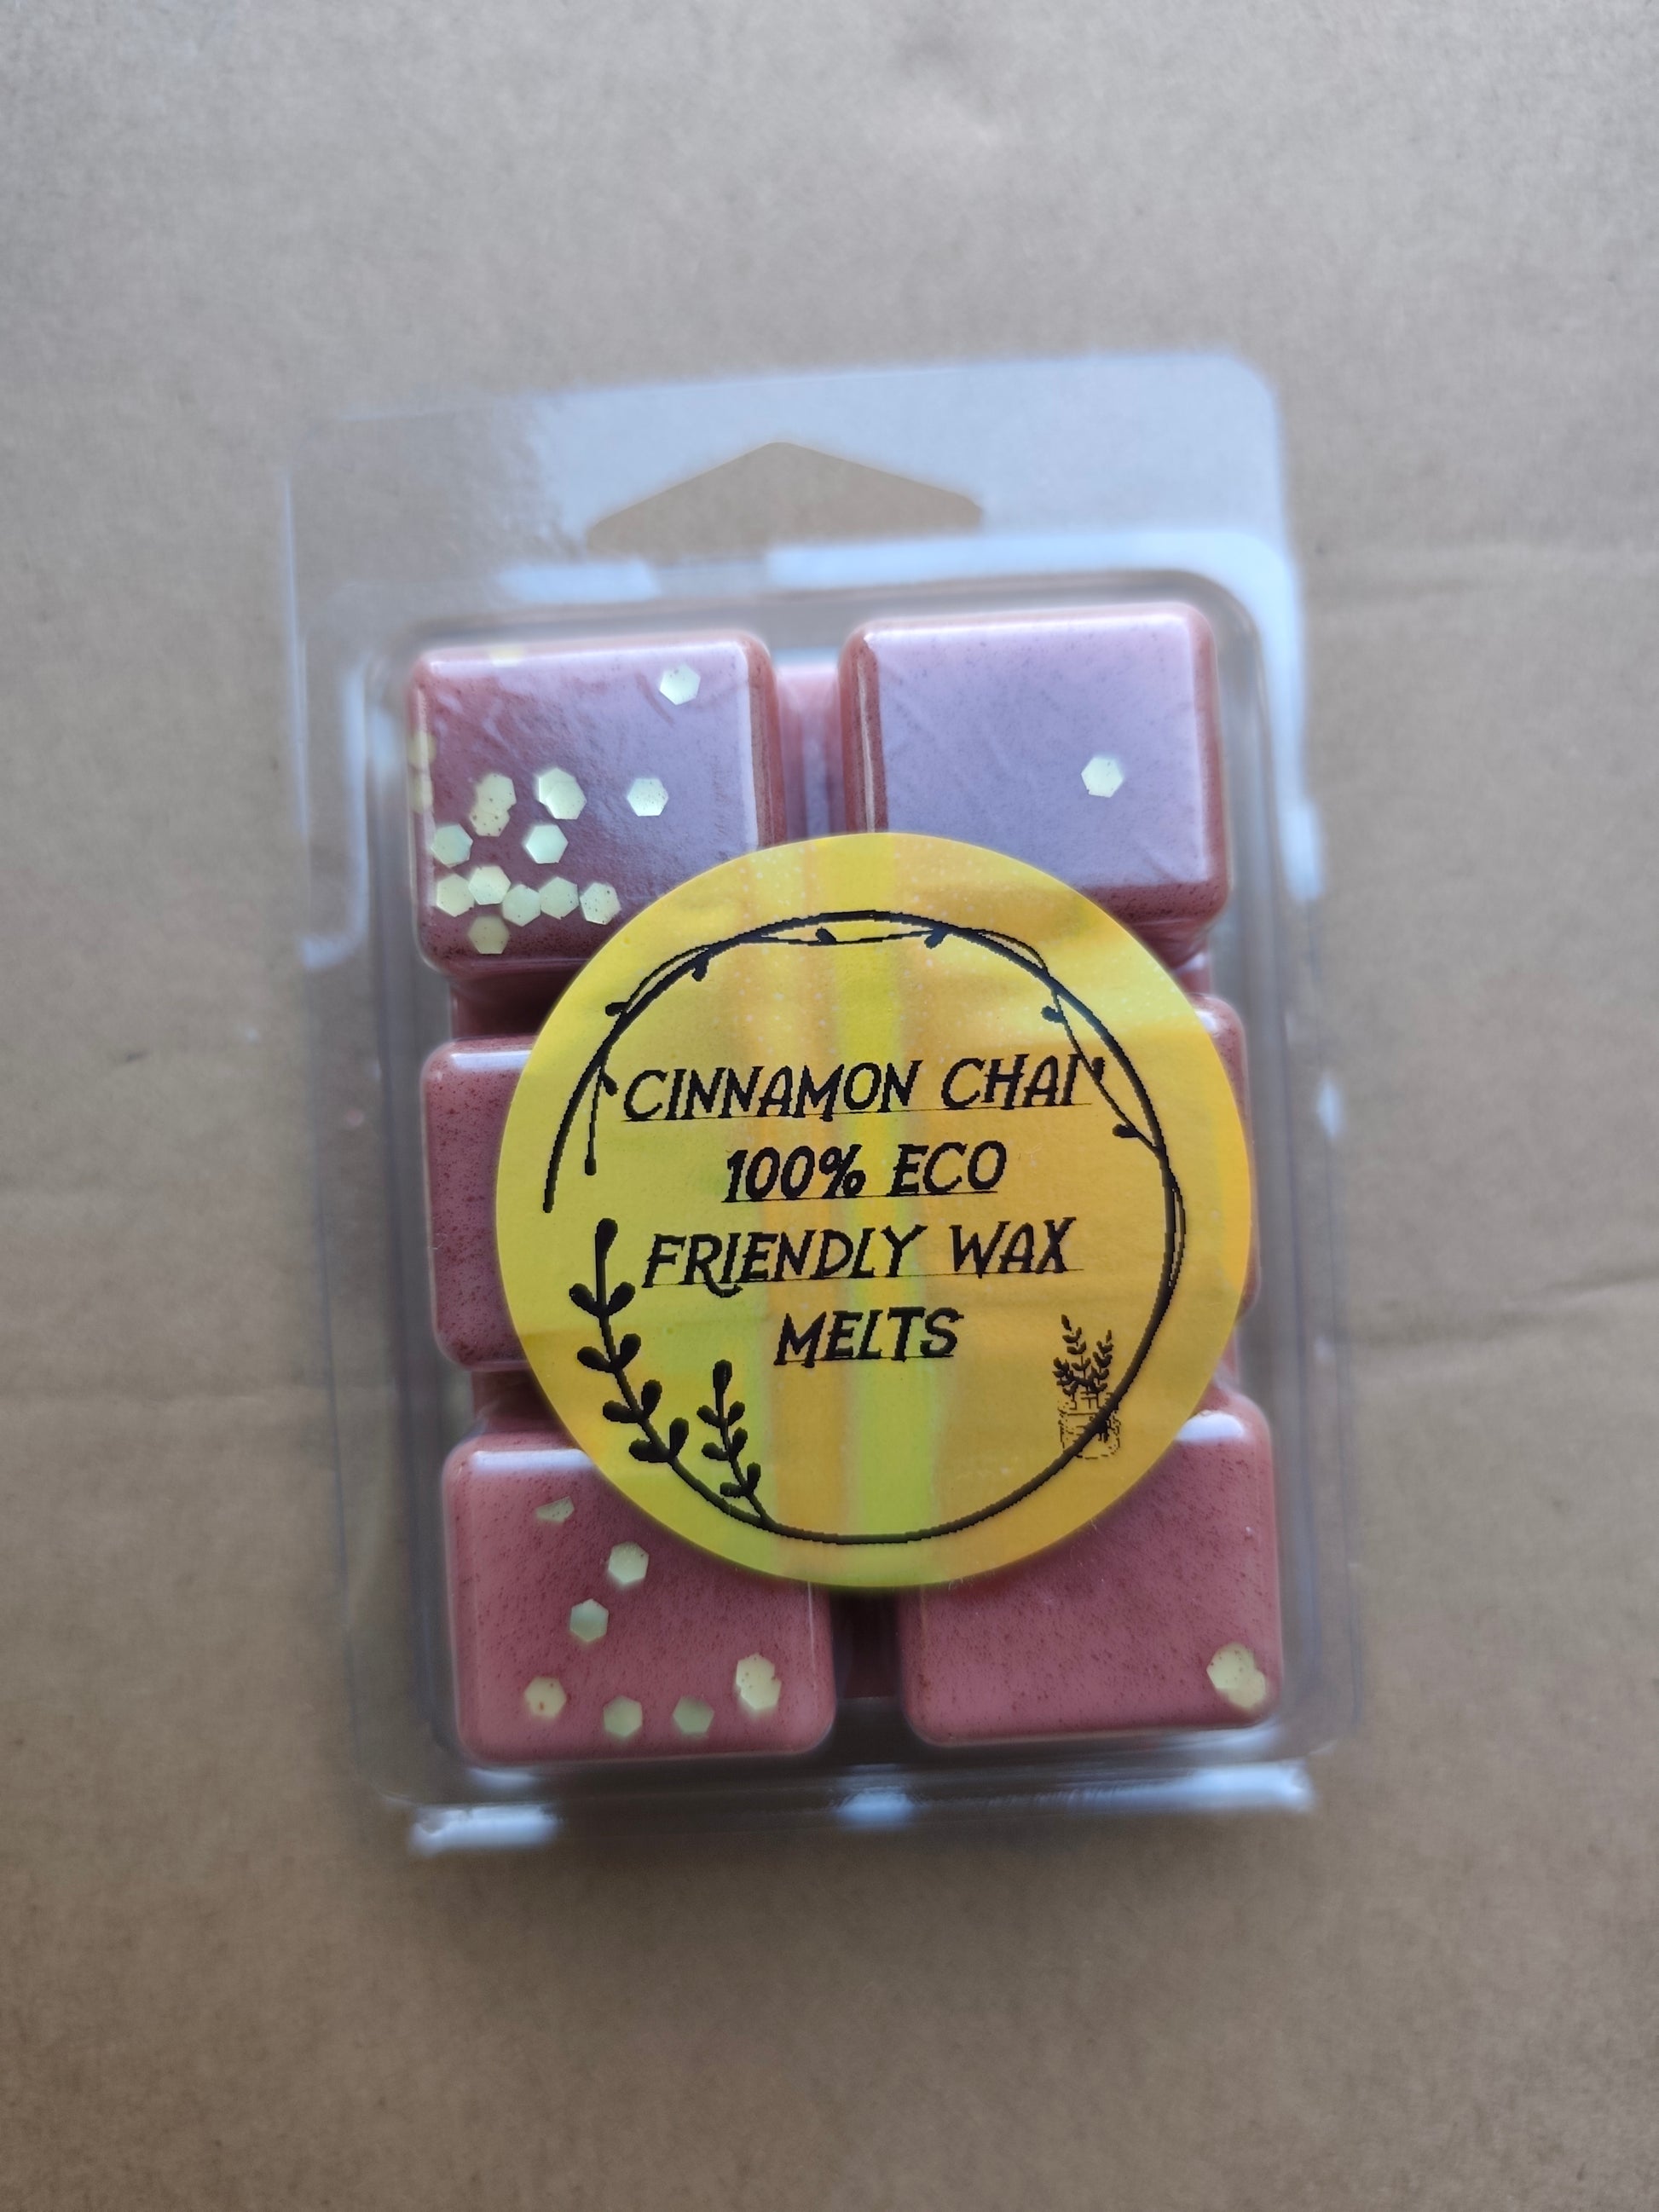 CINNAMON CHAI
100% ECO
FRIENDLY WAX
MELTS